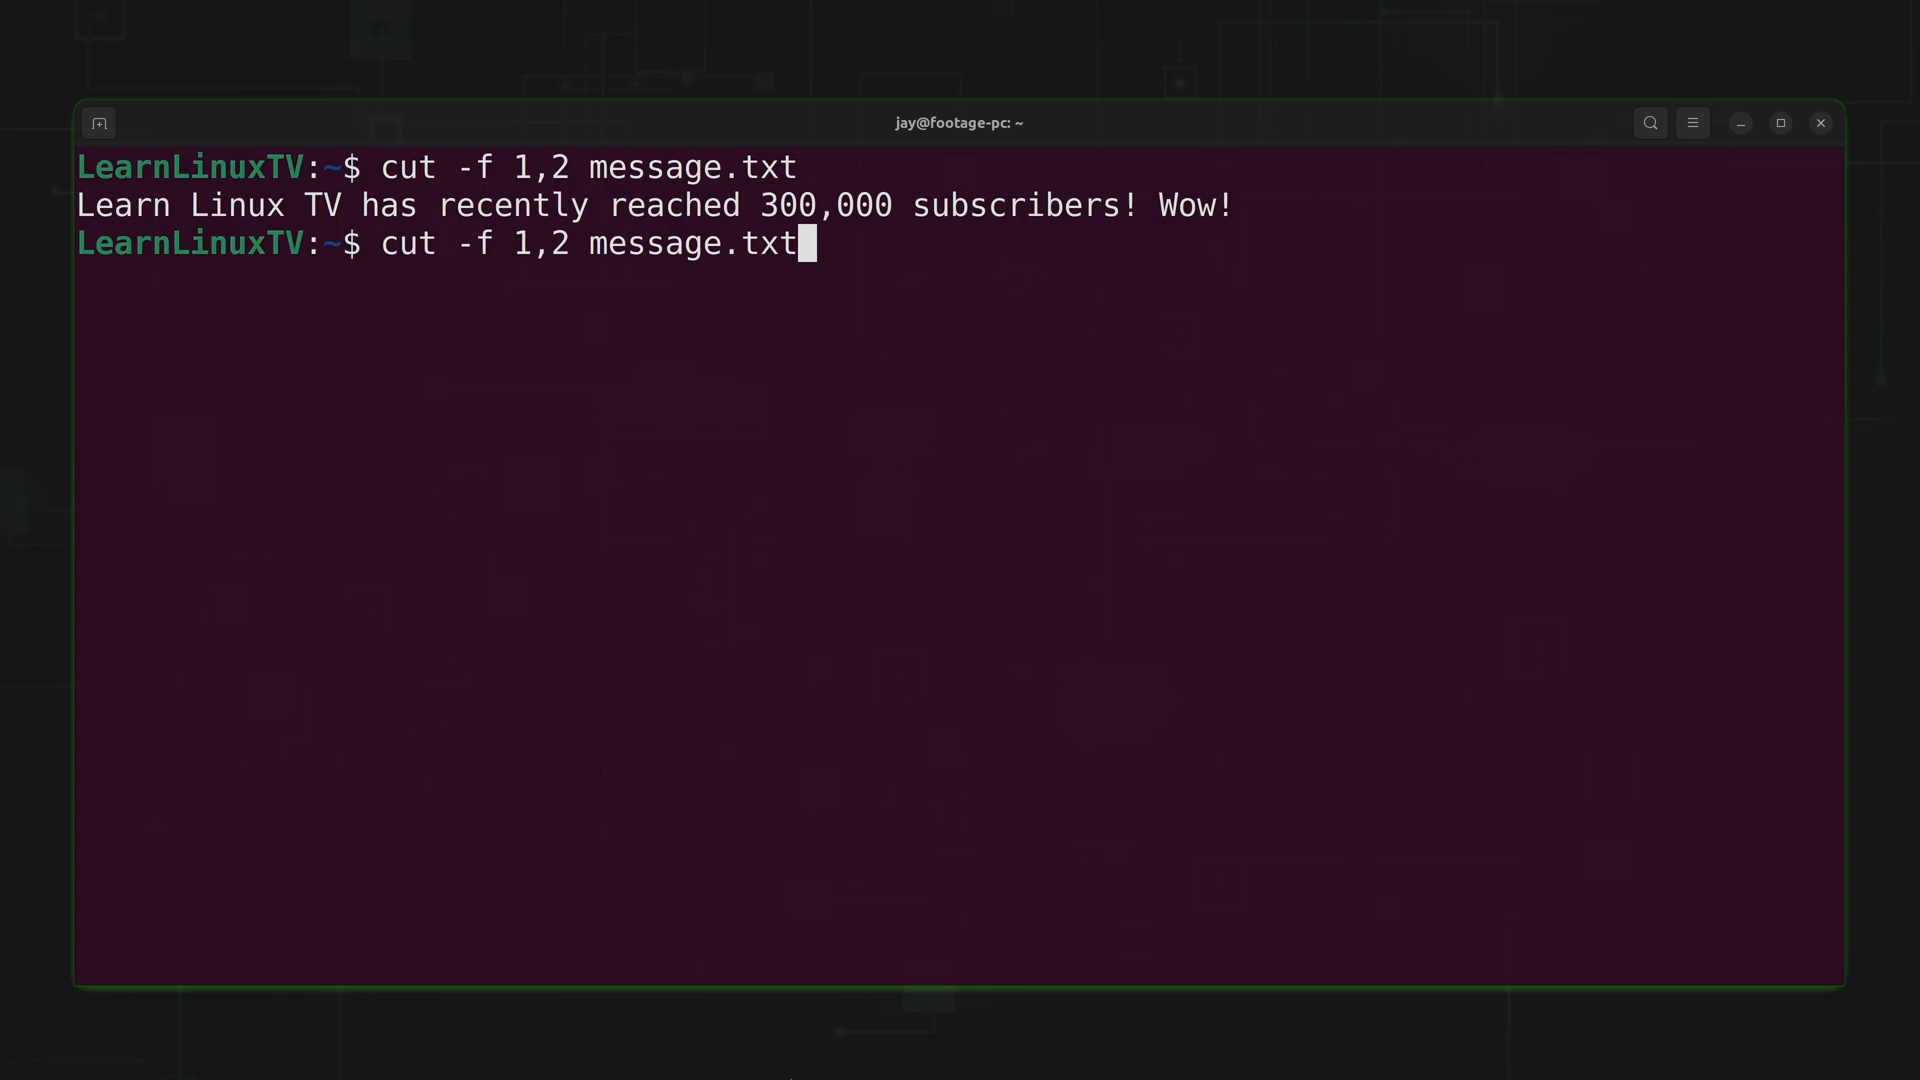 jay@footage-pc: ~
LearnLinuxTV:~$ cut -f 1,2 message.txt
Learn Linux TV has recently reached 300,000 subscribers! Wow!
LearnLinuxTV:~$ cut -f 1,2 message.txt